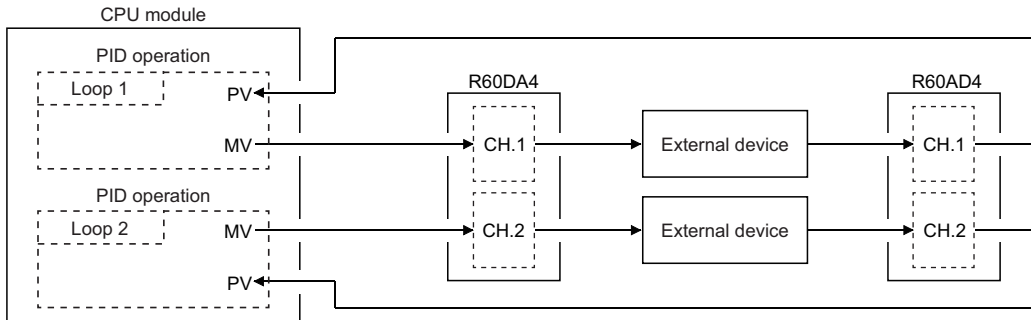 CPU module
PID operation
Loop 1
PV
MV
R60DA4
CH.1
External device
R60AD4
CH.1
PID operation
Loop 2
MV
PV
CH.2
External device
CH.2